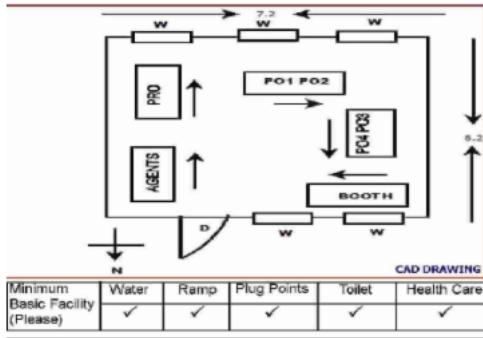 7.2
W W W
PRO
PO1 PO2
PO4 PO3
6.2
AGENTS
BOOTH
D
W W
N
CAD DRAWING
Minimum Basic Facility (Please) Water Ramp Plug Points Toilet Health Care
✓ ✓ ✓ ✓ ✓